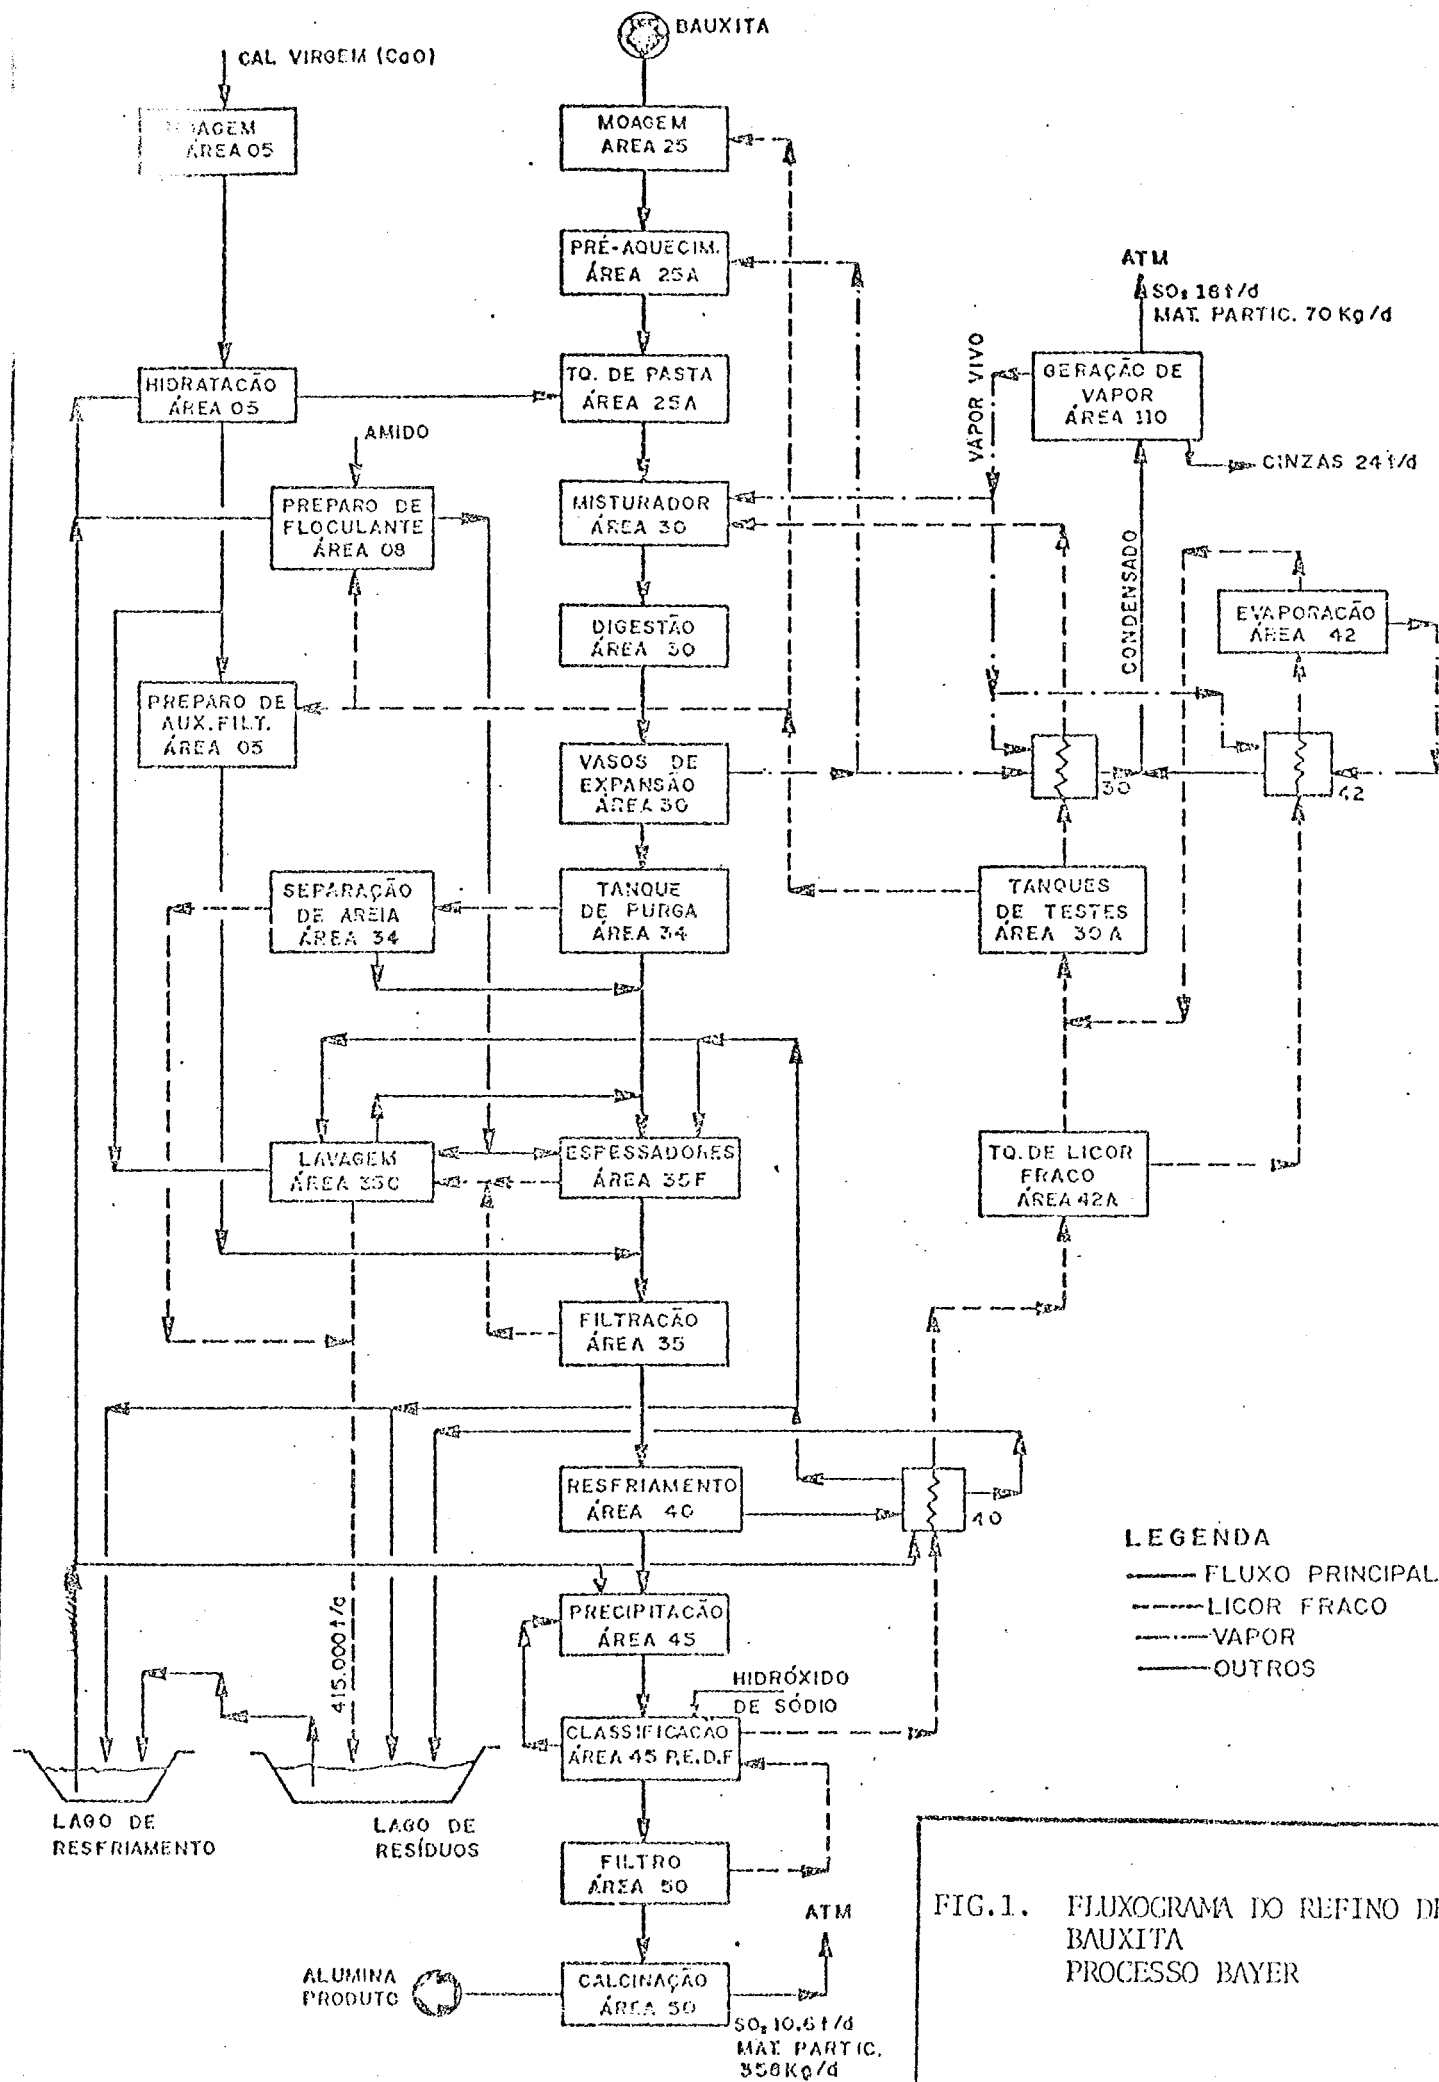 BAUXITA
CAL VIRGEM (CaO)
MOAGEM
ÁREA 05
MOAGEM
AREA 25
PRÉ-AQUECIM.
ÁREA 25A
ATM
SO₂ 16 t/d
MAT. PARTIC. 70 Kg/d
HIDRATACÃO
ÁREA 05
TQ. DE PASTA
ÁREA 25A
VAPOR VIVO
GERAÇÃO DE
VAPOR
ÁREA 110
CINZAS 24 t/d
AMIDO
PREPARO DE
FLOCULANTE
ÁREA 08
MISTURADOR
ÁREA 30
CONDENSADO
EVAPORACÃO
ÁREA 42
DIGESTÃO
ÁREA 30
PREPARO DE
AUX. FILT.
ÁREA 05
VASOS DE
EXPANSÃO
ÁREA 30
30
42
SEPARAÇÃO
DE AREIA
ÁREA 34
TANQUE
DE PURGA
ÁREA 34
TANQUES
DE TESTES
ÁREA 30A
LAVAGEM
ÁREA 35C
ESPESSADORES
ÁREA 35F
TQ. DE LICOR
FRACO
ÁREA 42A
FILTRAÇÃO
ÁREA 35
RESFRIAMENTO
ÁREA 40
40
LEGENDA
FLUXO PRINCIPAL
LICOR FRACO
VAPOR
OUTROS
PRECIPITAÇÃO
ÁREA 45
415.000 t/a
HIDRÓXIDO
DE SÓDIO
CLASSIFICACÃO
ÁREA 45 P.E.D.F
LAGO DE
RESFRIAMENTO
LAGO DE
RESÍDUOS
FILTRO
ÁREA 50
ATM
ALUMINA
PRODUTO
CALCINAÇÃO
ÁREA 50
SO₂ 10.6 t/d
MAT. PARTIC.
358 Kg/d
FIG.1. FLUXOGRAMA DO REFINO DE
BAUXITA
PROCESSO BAYER